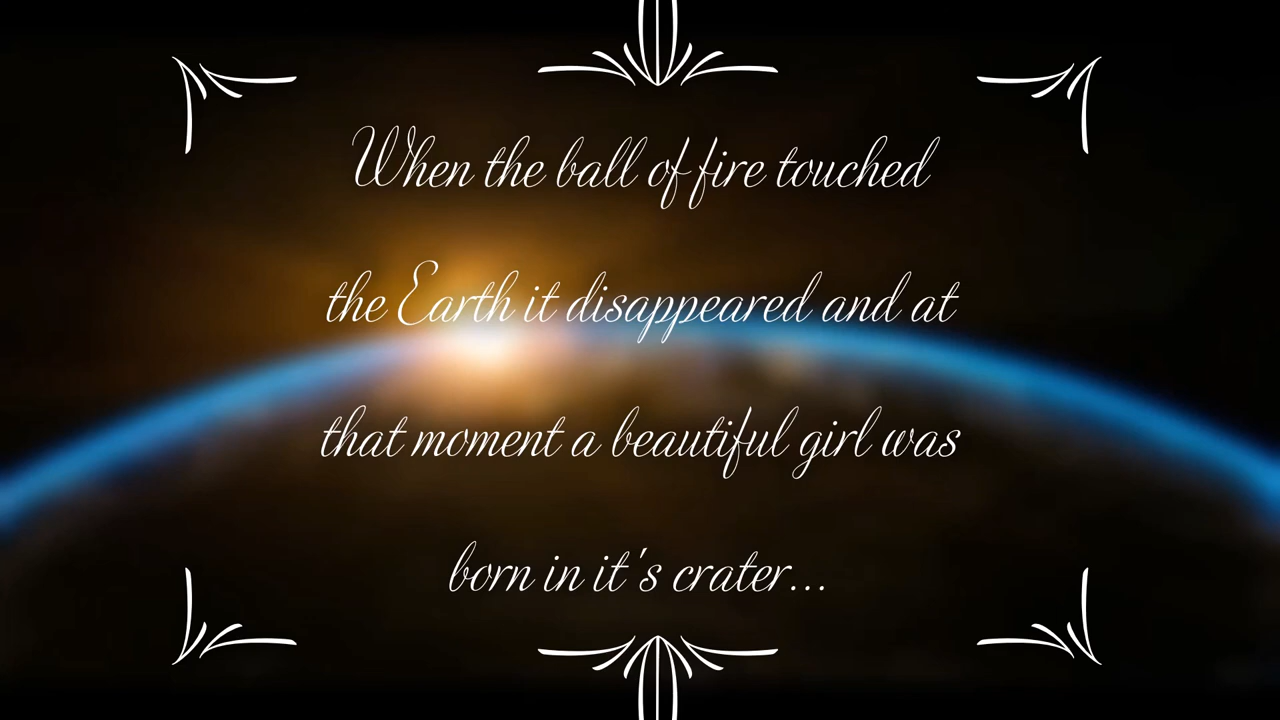 When the ball of fire touched
the Earth it disappeared and at
that moment a beautiful girl was
born in it's crater...